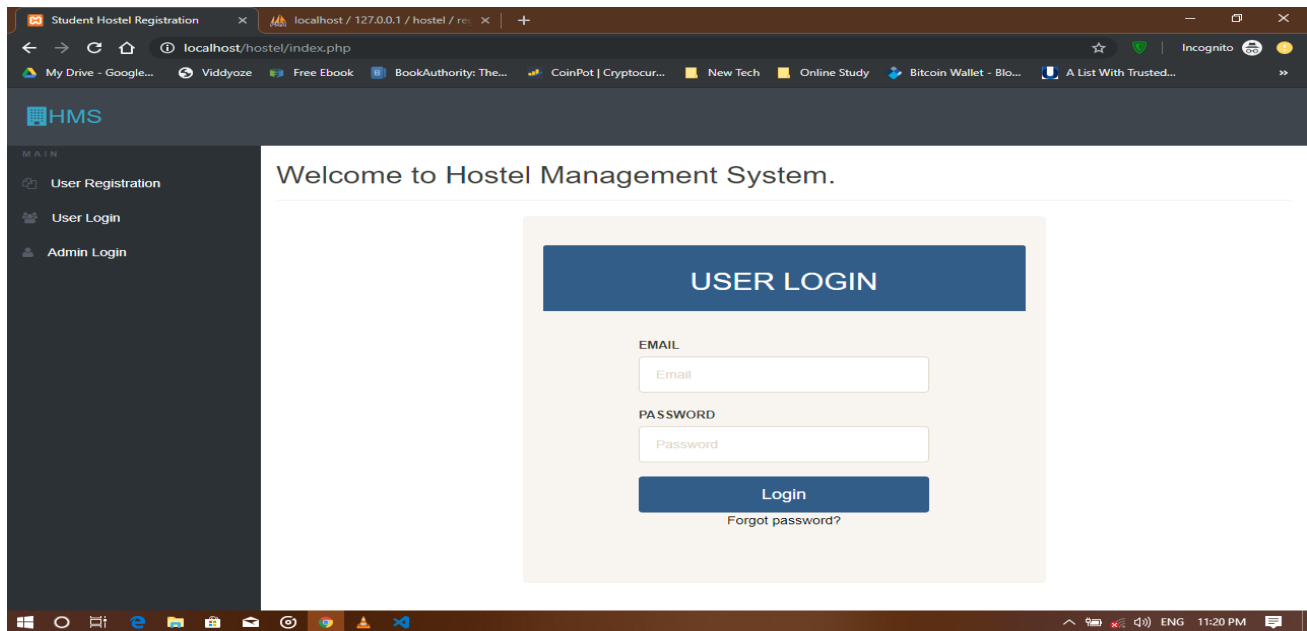 Student Hostel Registration
localhost / 127.0.0.1 / hostel / re
localhost/hostel/index.php
Incognito
My Drive - Google...
Viddyoze
Free Ebook
BookAuthority: The...
CoinPot | Cryptocur...
New Tech
Online Study
Bitcoin Wallet - Blo...
A List With Trusted...
HMS
MAIN
User Registration
User Login
Admin Login
Welcome to Hostel Management System.
USER LOGIN
EMAIL
Email
PASSWORD
Password
Login
Forgot password?
ENG 11:20 PM